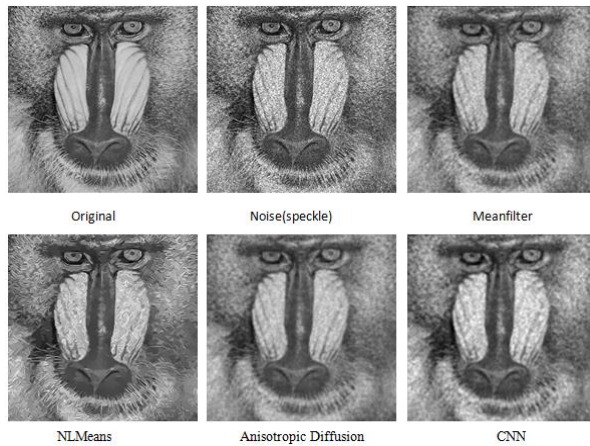 Original
Noise(speckle)
Meanfilter
NLMeans
Anisotropic Diffusion
CNN